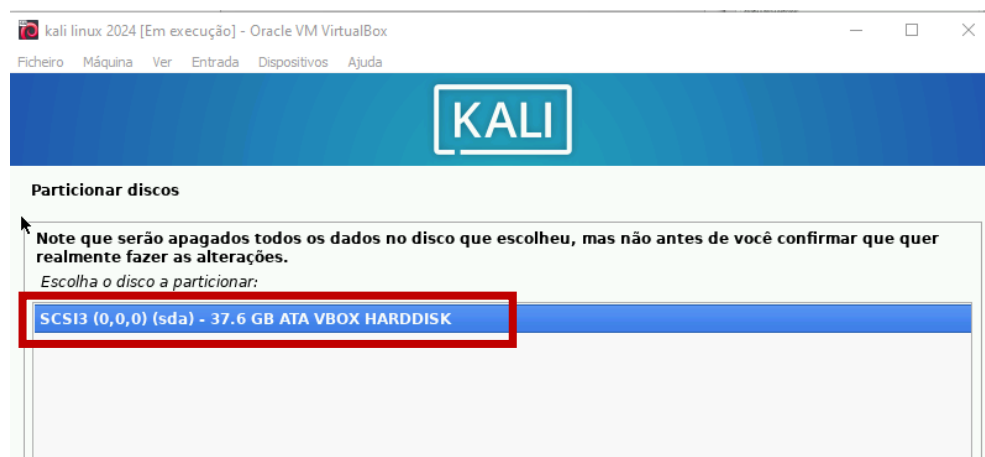 kali linux 2024 [Em execução] - Oracle VM VirtualBox
Ficheiro Máquina Ver Entrada Dispositivos Ajuda
KALI
Particionar discos
Note que serão apagados todos os dados no disco que escolheu, mas não antes de você confirmar que quer
realmente fazer as alterações.
Escolha o disco a particionar:
SCSI3 (0,0,0) (sda) - 37.6 GB ATA VBOX HARDDISK